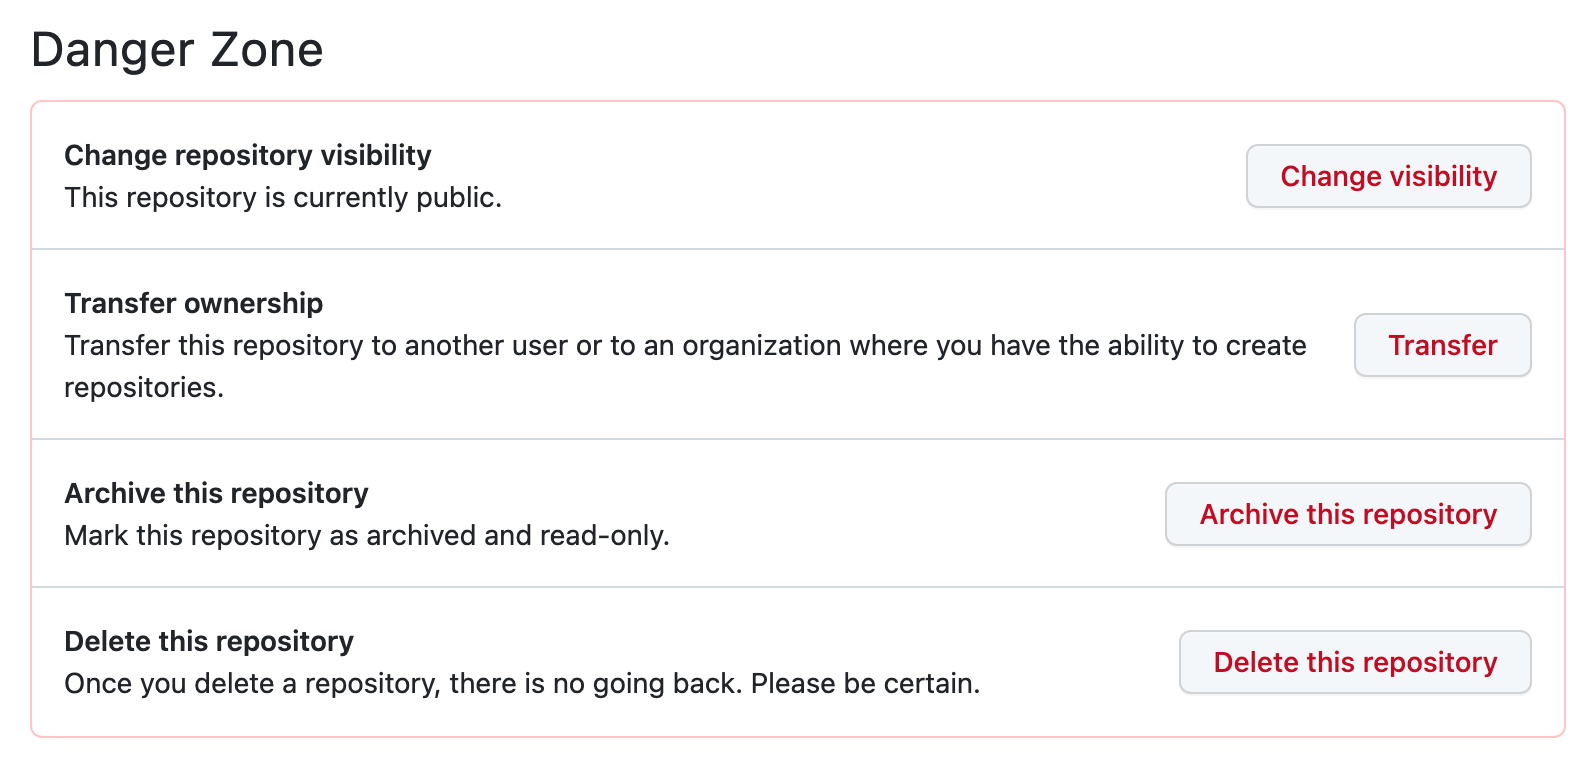 Danger Zone
Change repository visibility
This repository is currently public.
Change visibility
Transfer ownership
Transfer this repository to another user or to an organization where you have the ability to create
repositories.
Transfer
Archive this repository
Mark this repository as archived and read-only.
Archive this repository
Delete this repository
Once you delete a repository, there is no going back. Please be certain.
Delete this repository